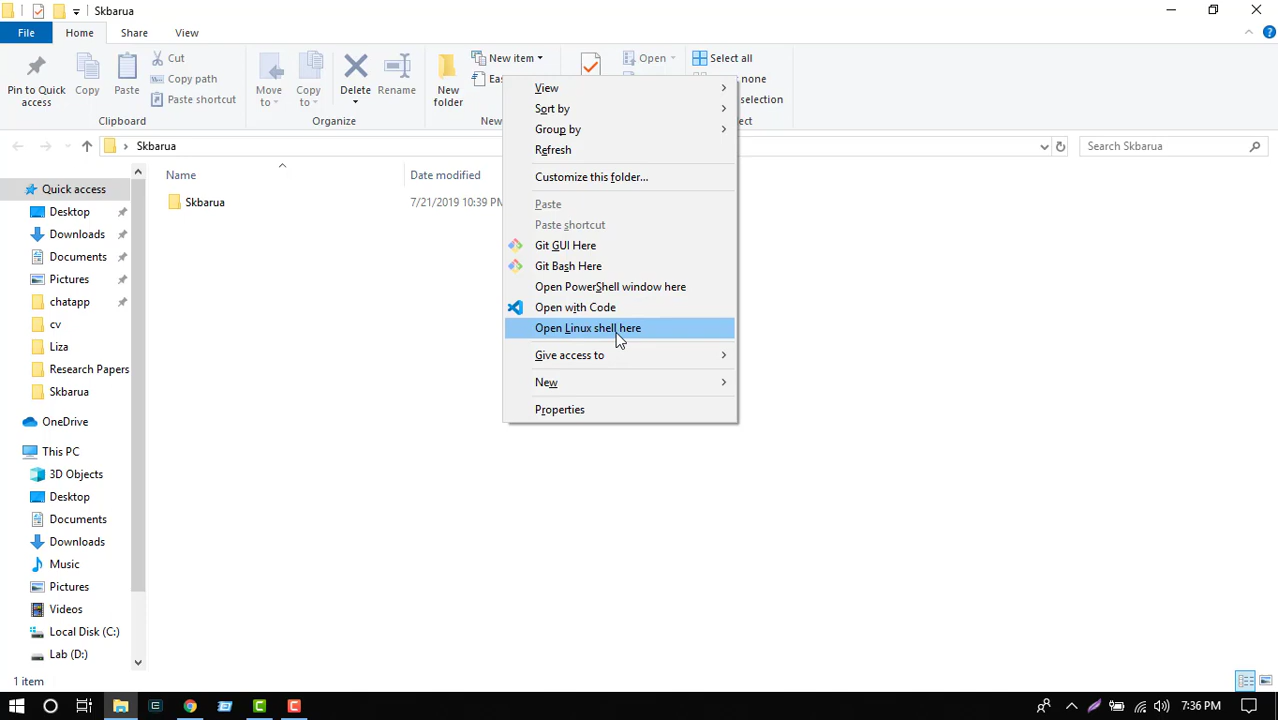 Skbarua
File
Home
Share
View
Pin to Quick access
Copy
Paste
Cut
Copy path
Paste shortcut
Clipboard
Move to
Copy to
Delete
Rename
Organize
New folder
New item
Eas
New
Open
Select all
none
selection
ct
Skbarua
Search Skbarua
Quick access
Desktop
Downloads
Documents
Pictures
chatapp
cv
Liza
Research Papers
Skbarua
OneDrive
This PC
3D Objects
Desktop
Documents
Downloads
Music
Pictures
Videos
Local Disk (C:)
Lab (D:)
Name
Date modified
Skbarua
7/21/2019 10:39 PM
View
Sort by
Group by
Refresh
Customize this folder...
Paste
Paste shortcut
Git GUI Here
Git Bash Here
Open PowerShell window here
Open with Code
Open Linux shell here
Give access to
New
Properties
1 item
7:36 PM